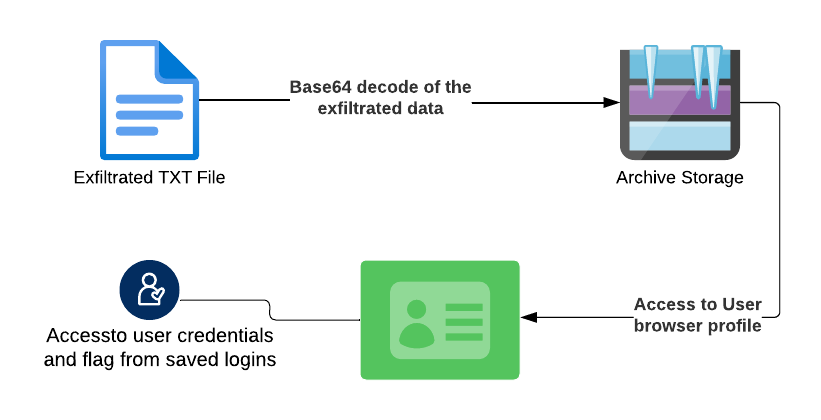 Base64 decode of the
exfiltrated data
Exfiltrated TXT File
Archive Storage
Access to User
browser profile
Accessto user credentials
and flag from saved logins